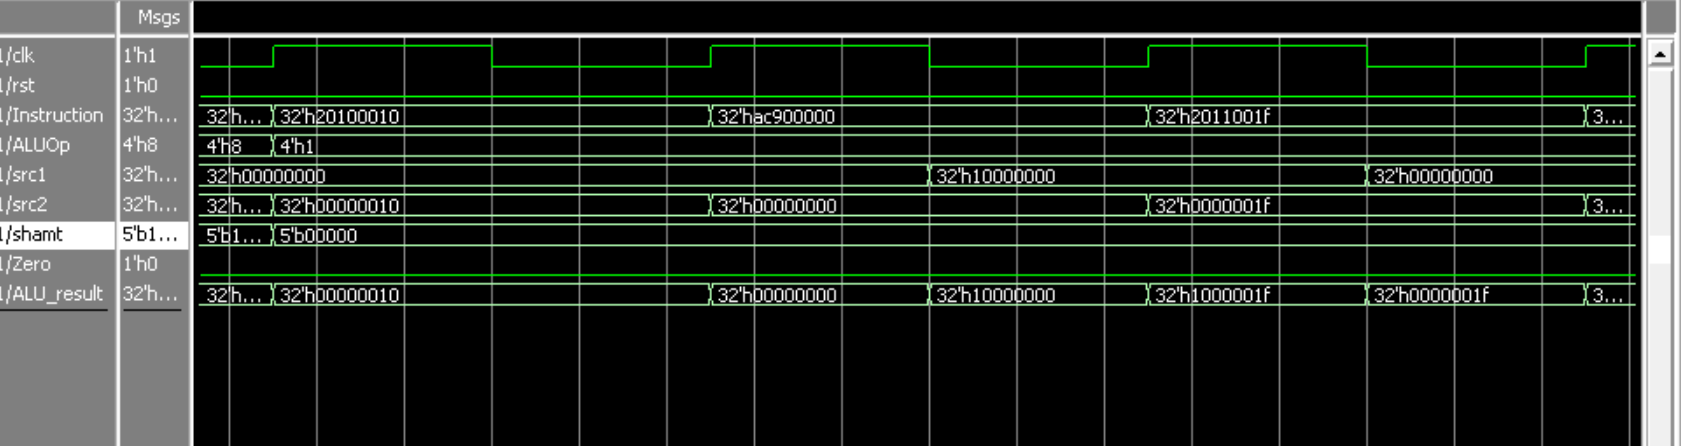 Msgs
1/clk 1'h1
1/rst 1'h0
1/Instruction 32'h... 32'h... 32'h20100010 32'hac900000 32'h2011001f 3...
1/ALUOp 4'h8 4'h8 4'h1
1/src1 32'h... 32'h00000000 32'h10000000 32'h00000000
1/src2 32'h... 32'h... 32'h00000010 32'h00000000 32'h0000001f 3...
1/shamt 5'b1... 5'b1... 5'b00000
1/Zero 1'h0
1/ALU_result 32'h... 32'h... 32'h00000010 32'h00000000 32'h10000000 32'h1000001f 32'h0000001f 3...